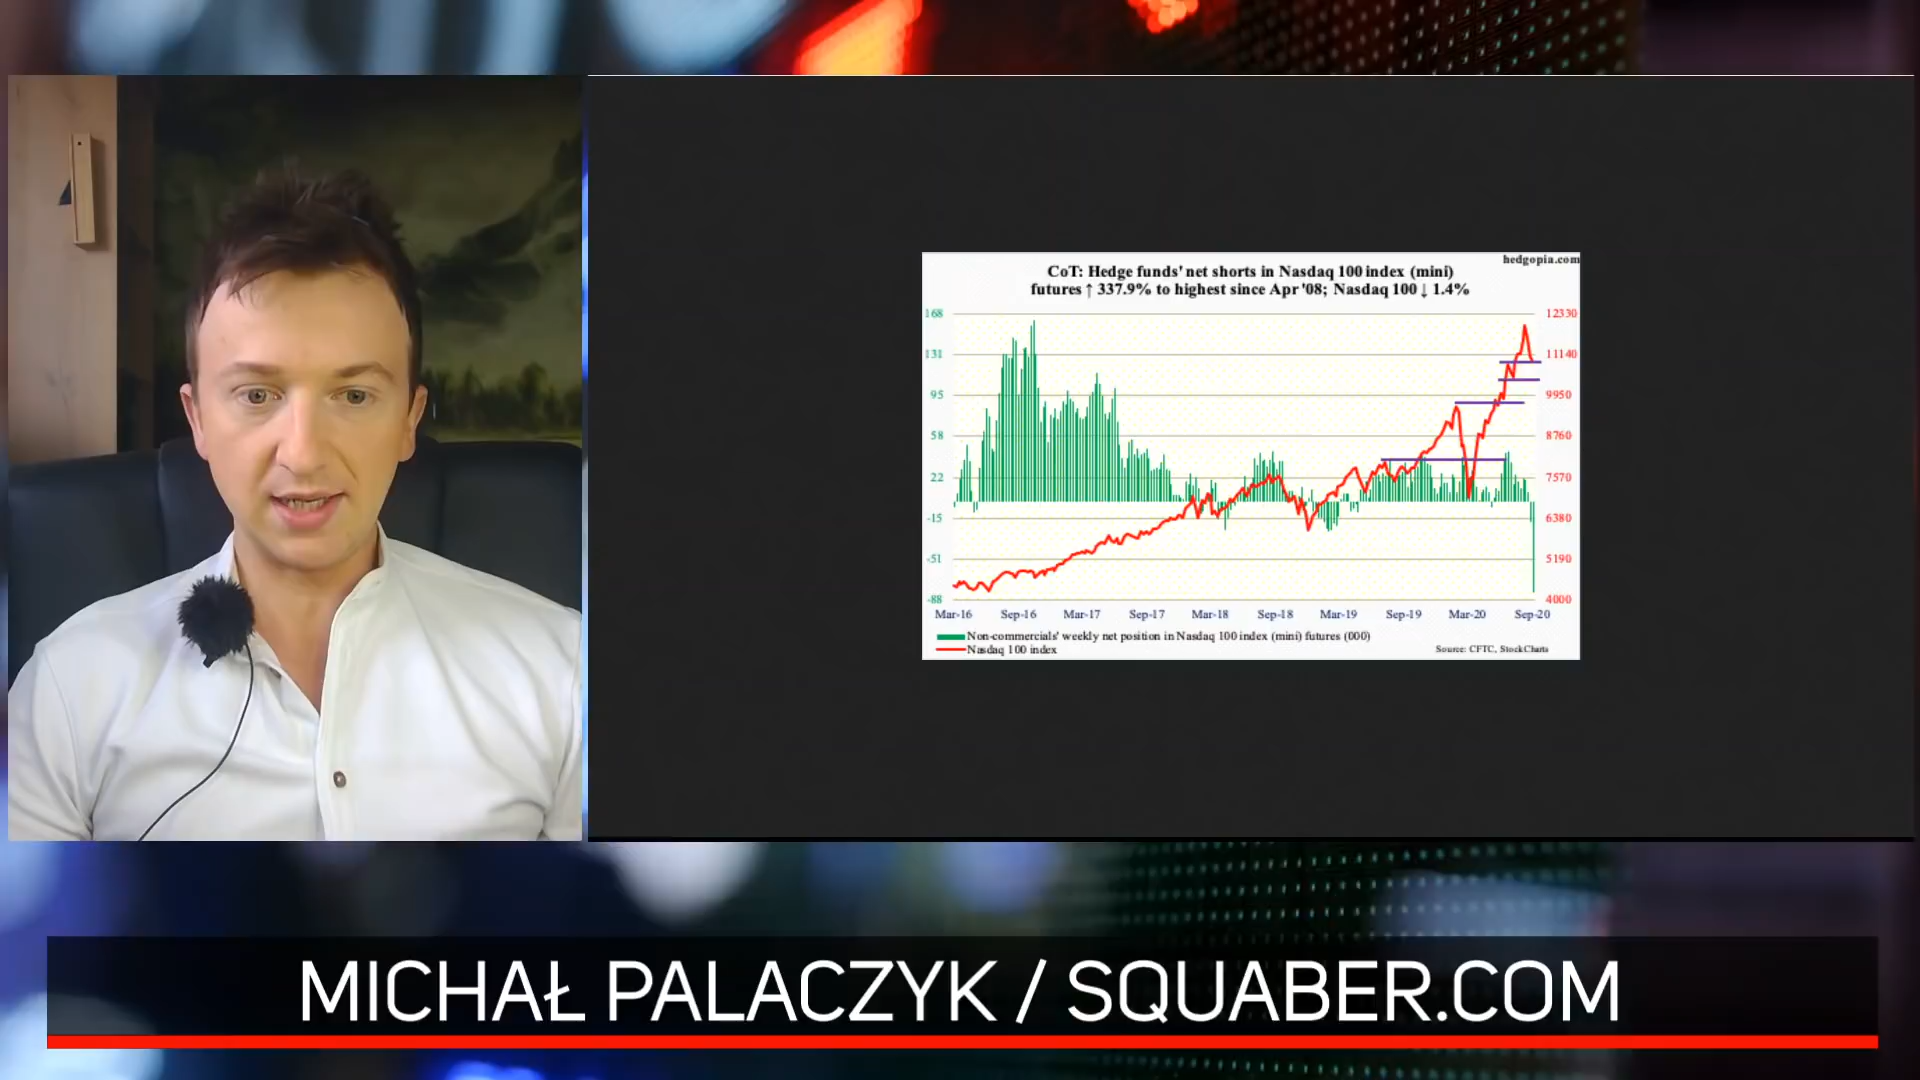 hedgopia.com
CoT: Hedge funds' net shorts in Nasdaq 100 index (mini)
futures ↑ 337.9% to highest since Apr '08; Nasdaq 100 ↓ 1.4%
168 12330
131 11140
95 9950
58 8760
22 7570
-15 6380
-51 5190
-88 4000
Mar-16 Sep-16 Mar-17 Sep-17 Mar-18 Sep-18 Mar-19 Sep-19 Mar-20 Sep-20
Non-commercials' weekly net position in Nasdaq 100 index (mini) futures (000)
Nasdaq 100 index Source: CFTC, StockCharts
MICHAŁ PALACZYK / SQUABER.COM